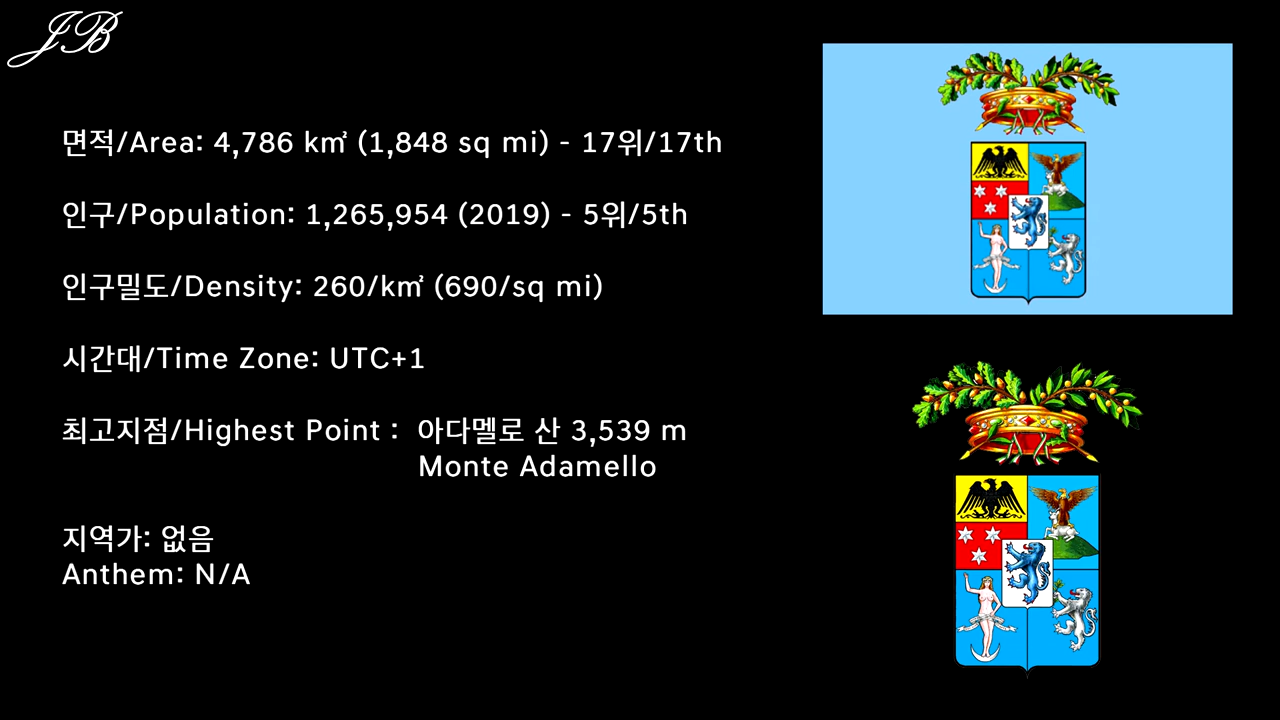 JB
면적/Area: 4,786 ㎢ (1,848 sq mi) - 17위/17th
인구/Population: 1,265,954 (2019) - 5위/5th
인구밀도/Density: 260/㎢ (690/sq mi)
시간대/Time Zone: UTC+1
최고지점/Highest Point : 아다멜로 산 3,539 m
Monte Adamello
지역가: 없음
Anthem: N/A